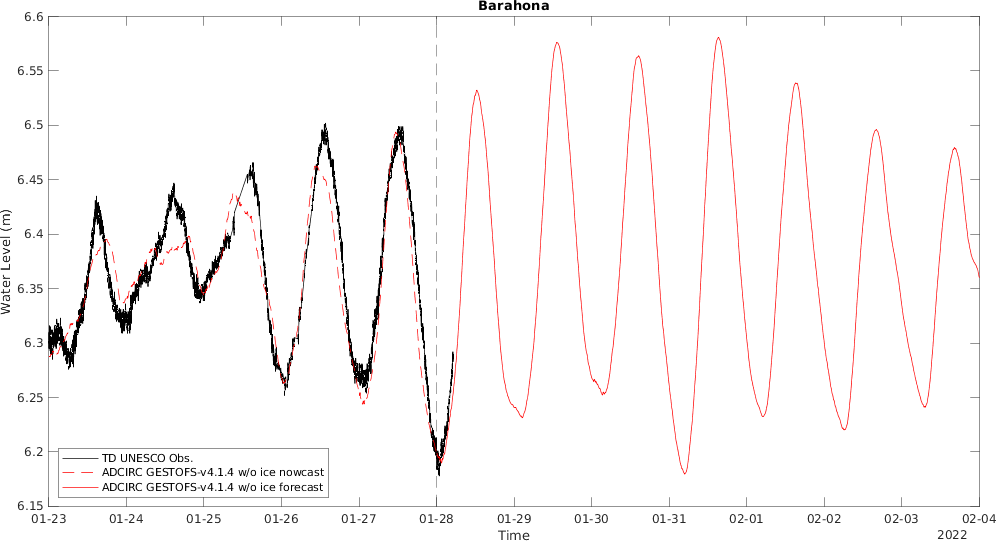 Barahona
6.6
6.55
6.5
6.45
6.4
6.35
6.3
6.25
6.2
6.15
Water Level (m)
TD UNESCO Obs.
ADCIRC GESTOFS-v4.1.4 w/o ice nowcast
ADCIRC GESTOFS-v4.1.4 w/o ice forecast
01-23 01-24 01-25 01-26 01-27 01-28 01-29 01-30 01-31 02-01 02-02 02-03 02-04
Time
2022